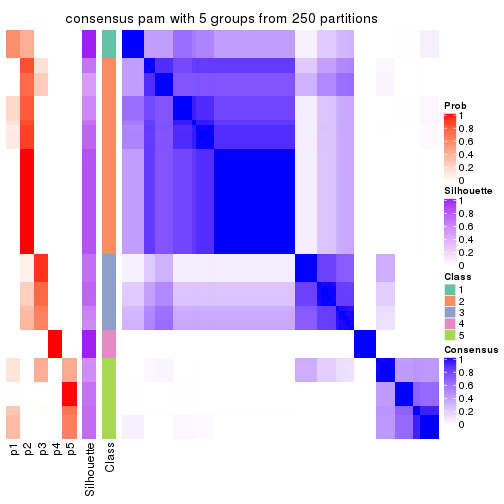 consensus pam with 5 groups from 250 partitions
Prob
1
0.8
0.6
0.4
0.2
0
Silhouette
1
0.8
0.6
0.4
0.2
0
Class
1
2
3
4
5
Consensus
1
0.8
0.6
0.4
0.2
0
p1
p2
p3
p4
p5
Silhouette
Class